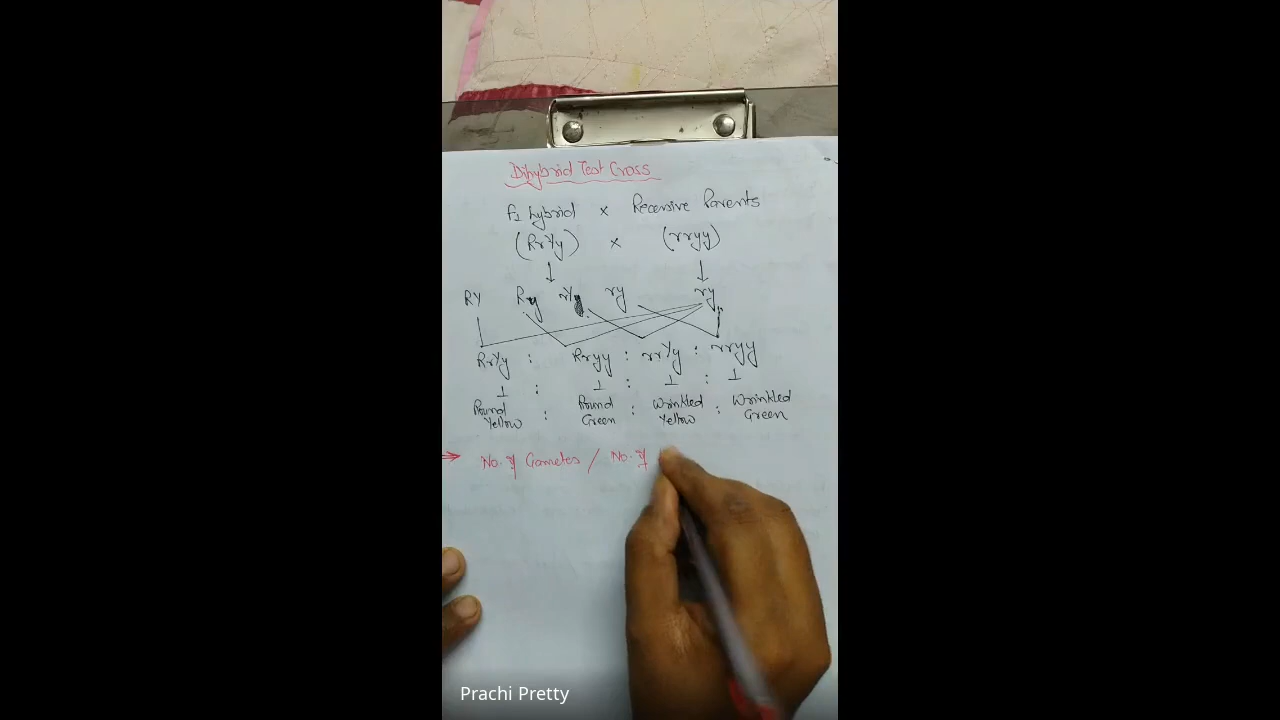 Dihybrid Test Cross
F1 hybrid × Recessive Parents
(RrYy) × (rryy)
↓ ↓
RY Ry rY ry ry
RrYy : Rryy : rrYy : rryy
1 : 1 : 1 : 1
Round Yellow : Round Green : Wrinkled Yellow : Wrinkled Green
⇒ No. of Gametes / No. of
Prachi Pretty